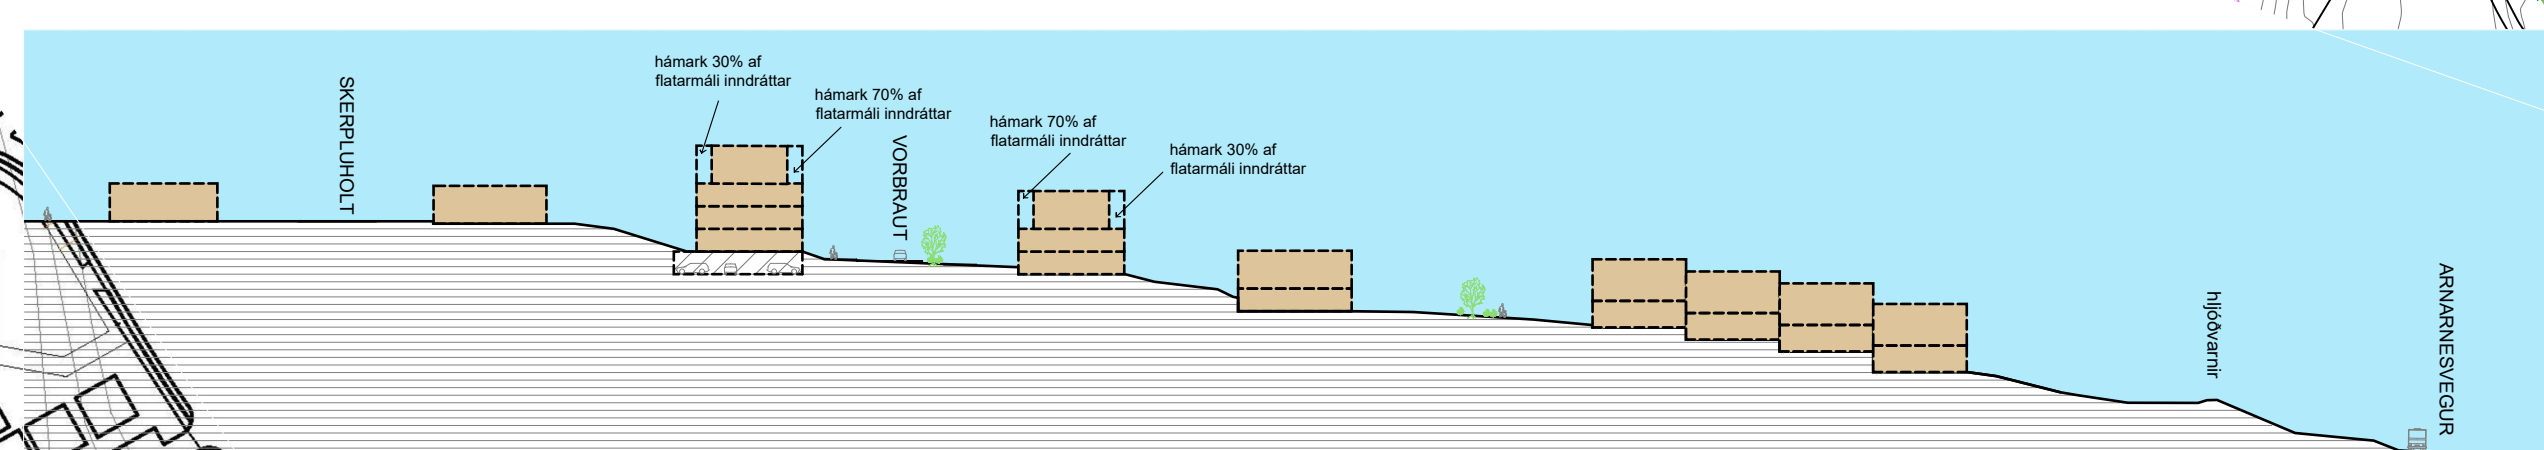 SKERPLUHOLT
hámark 30% af
flatarmáli inndráttar
hámark 70% af
flatarmáli inndráttar
VORBRAUT
hámark 70% af
flatarmáli inndráttar
hámark 30% af
flatarmáli inndráttar
hljóðvarnir
ARNARNESVEGUR